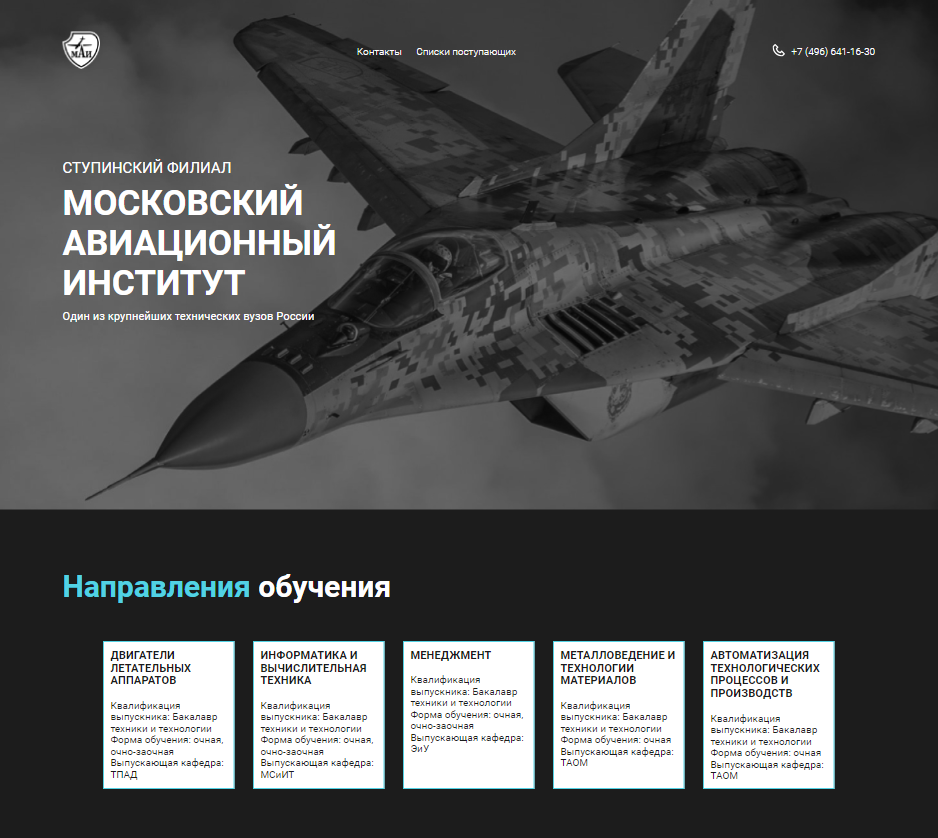 МАИ
Контакты
Списки поступающих
+7 (496) 641-16-30
СТУПИНСКИЙ ФИЛИАЛ
МОСКОВСКИЙ
АВИАЦИОННЫЙ
ИНСТИТУТ
Один из крупнейших технических вузов России
Направления обучения
ДВИГАТЕЛИ
ЛЕТАТЕЛЬНЫХ
АППАРАТОВ
Квалификация
выпускника: Бакалавр
техники и технологии
Форма обучения: очная,
очно-заочная
Выпускающая кафедра:
ТПАД
ИНФОРМАТИКА И
ВЫЧИСЛИТЕЛЬНАЯ
ТЕХНИКА
Квалификация
выпускника: Бакалавр
техники и технологии
Форма обучения: очная,
очно-заочная
Выпускающая кафедра:
МСиИТ
МЕНЕДЖМЕНТ
Квалификация
выпускника: Бакалавр
техники и технологии
Форма обучения: очная,
очно-заочная
Выпускающая кафедра:
ЭиУ
МЕТАЛЛОВЕДЕНИЕ И
ТЕХНОЛОГИИ
МАТЕРИАЛОВ
Квалификация
выпускника: Бакалавр
техники и технологии
Форма обучения: очная
Выпускающая кафедра:
ТАОМ
АВТОМАТИЗАЦИЯ
ТЕХНОЛОГИЧЕСКИХ
ПРОЦЕССОВ И
ПРОИЗВОДСТВ
Квалификация
выпускника: Бакалавр
техники и технологии
Форма обучения: очная
Выпускающая кафедра:
ТАОМ